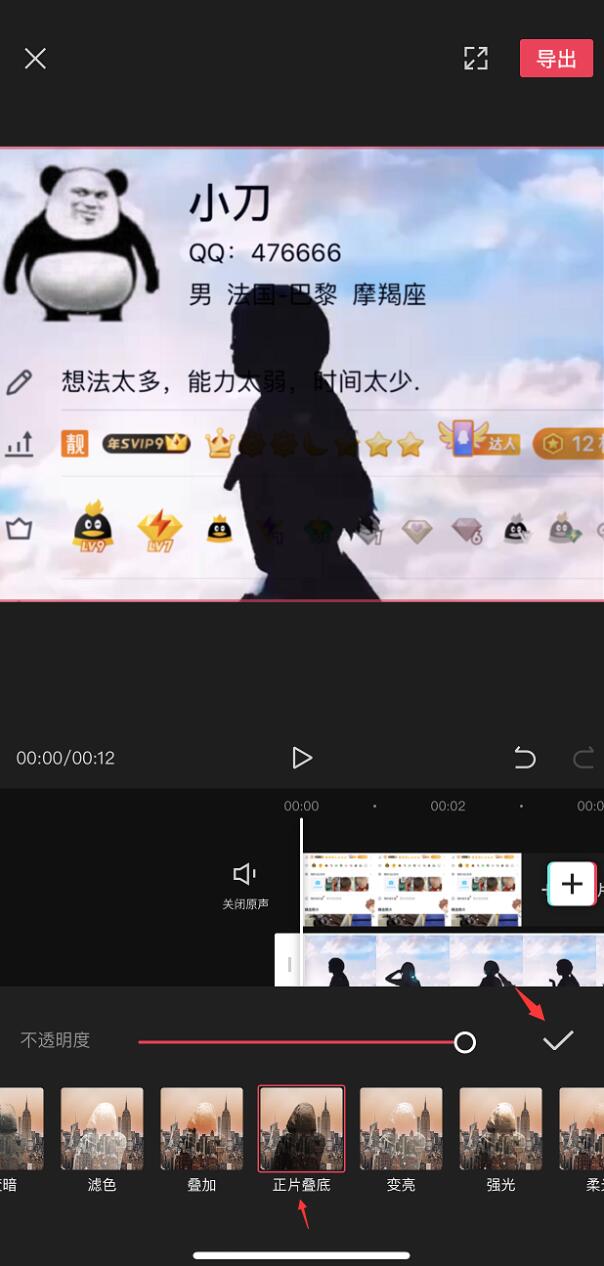 导出
小刀
QQ：476666
男 法国-巴黎 摩羯座
想法太多，能力太弱，时间太少.
靓 年SVIP9 达人 12
LV9 LV7
00:00/00:12
00:00 00:02
关闭原声
不透明度
滤色 叠加 正片叠底 变亮 强光